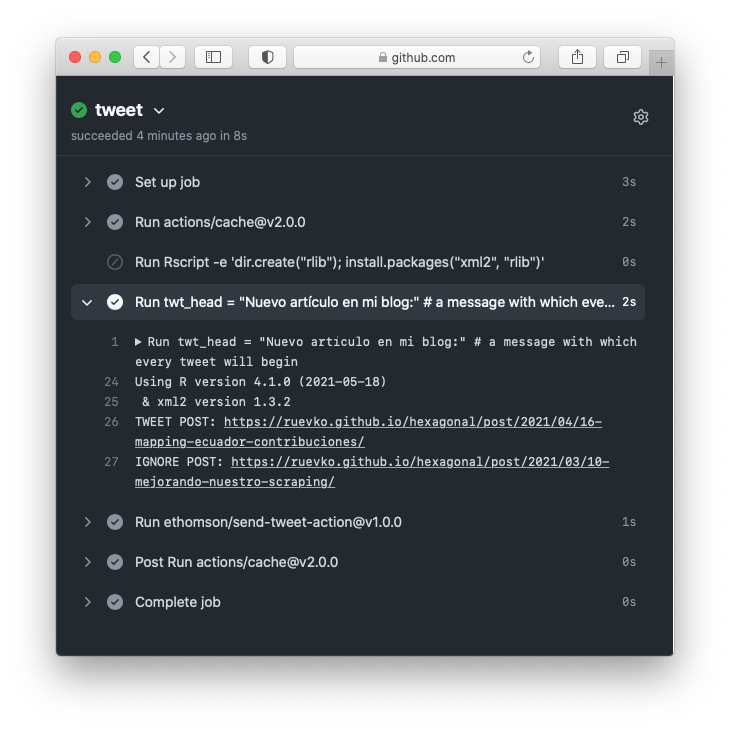 github.com
tweet
succeeded 4 minutes ago in 8s
Set up job 3s
Run actions/cache@v2.0.0 2s
Run Rscript -e 'dir.create("rlib"); install.packages("xml2", "rlib")' 0s
Run twt_head = "Nuevo artículo en mi blog:" # a message with which eve... 2s
1 Run twt_head = "Nuevo artículo en mi blog:" # a message with which
every tweet will begin
24 Using R version 4.1.0 (2021-05-18)
25 & xml2 version 1.3.2
26 TWEET POST: https://ruevko.github.io/hexagonal/post/2021/04/16-
mapping-ecuador-contribuciones/
27 IGNORE POST: https://ruevko.github.io/hexagonal/post/2021/03/10-
mejorando-nuestro-scraping/
Run ethomson/send-tweet-action@v1.0.0 1s
Post Run actions/cache@v2.0.0 0s
Complete job 0s